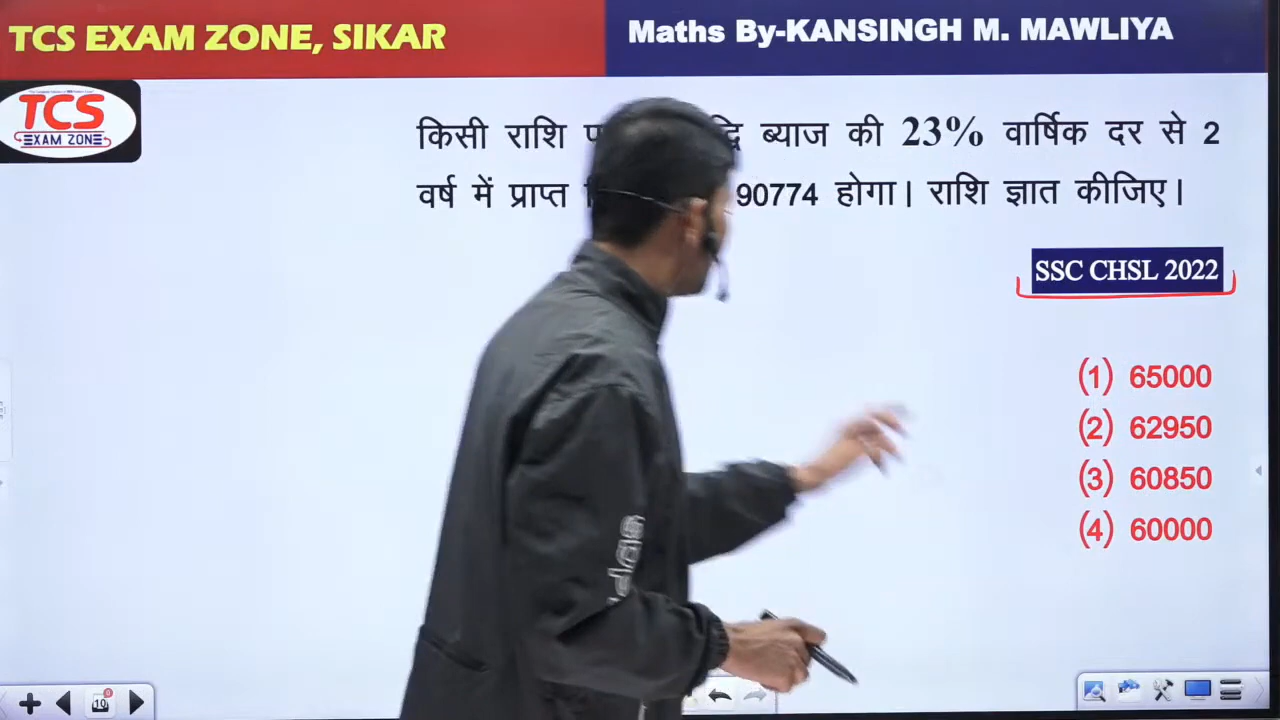 TCS EXAM ZONE, SIKAR
Maths By-KANSINGH M. MAWLIYA
TCS
EXAM ZONE
किसी राशि ब्याज की 23% वार्षिक दर से 2
वर्ष में प्राप्त 90774 होगा। राशि ज्ञात कीजिए।
SSC CHSL 2022
(1) 65000
(2) 62950
(3) 60850
(4) 60000